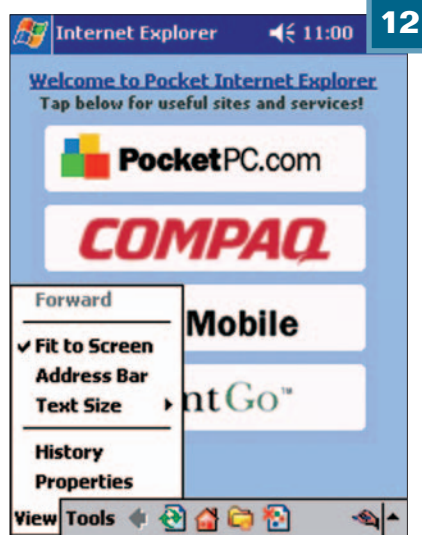 12
Internet Explorer 11:00
Welcome to Pocket Internet Explorer
Tap below for useful sites and services!
PocketPC.com
COMPAQ
Mobile
ntGo™
Forward
Fit to Screen
Address Bar
Text Size
History
Properties
View Tools